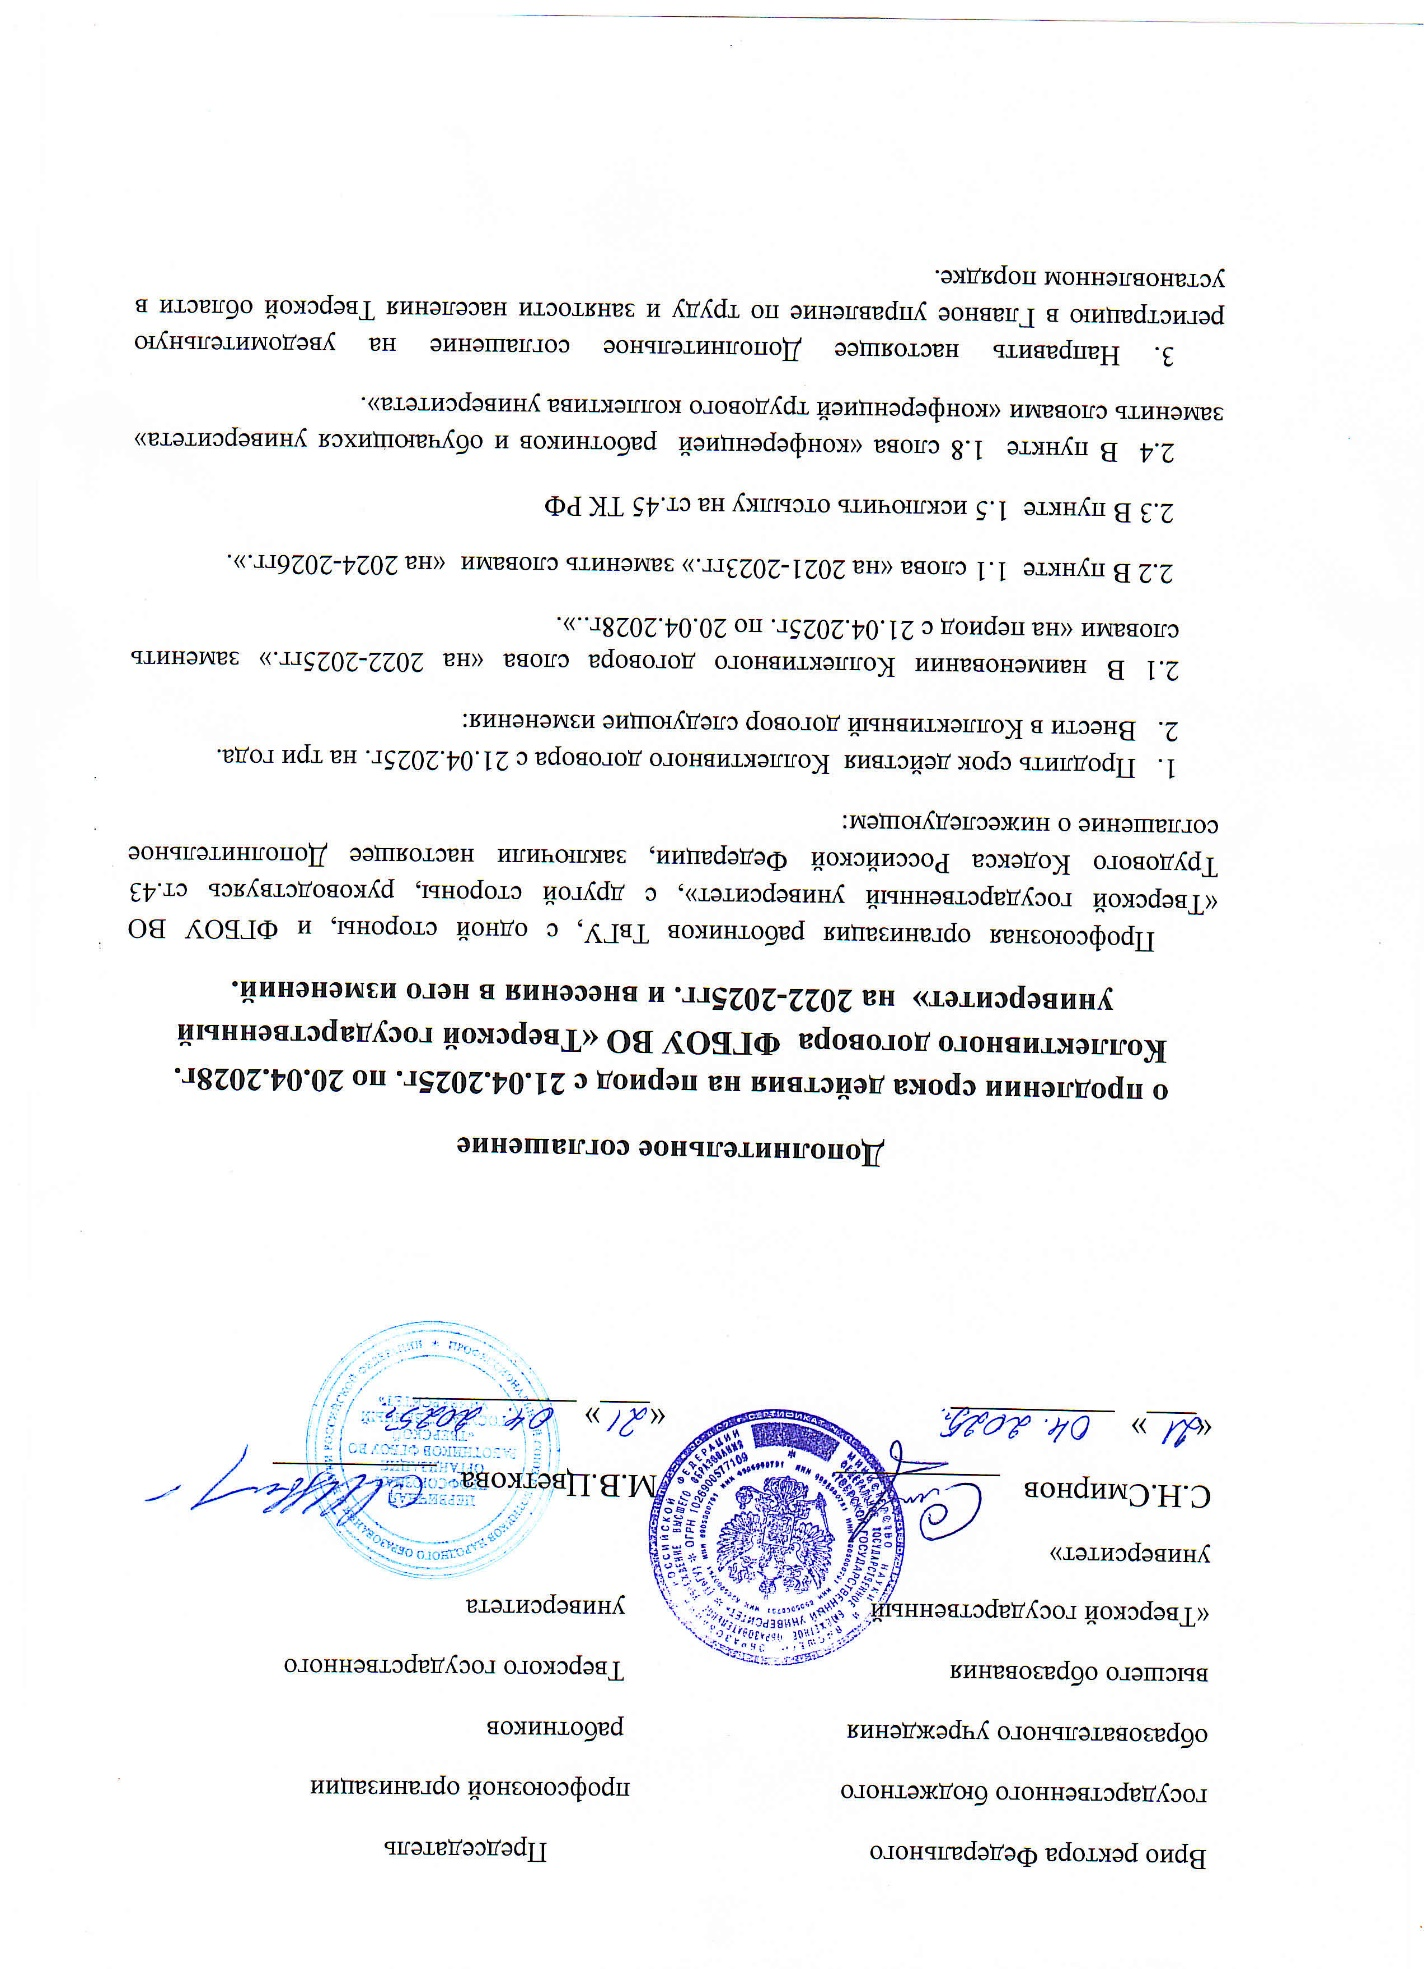 Врио ректора Федерального
государственного бюджетного
образовательного учреждения
высшего образования
«Тверской государственный
университет»
С.Н.Смирнов
«21» 04. 2025г.
Председатель
профсоюзной организации
работников
Тверского государственного
университета
М.В.Цветкова
«21» 04. 2025г
МИНИСТЕРСТВО НАУКИ И ВЫСШЕГО ОБРАЗОВАНИЯ РОССИЙСКОЙ ФЕДЕРАЦИИ
ОГРН 1026900577109
Дополнительное соглашение
о продлении срока действия на период с 21.04.2025г. по 20.04.2028г.
Коллективного договора ФГБОУ ВО «Тверской государственный
университет» на 2022-2025гг. и внесения в него изменений.
Профсоюзная организация работников ТвГУ, с одной стороны, и ФГБОУ ВО
«Тверской государственный университет», с другой стороны, руководствуясь ст.43
Трудового Кодекса Российской Федерации, заключили настоящее Дополнительное
соглашение о нижеследующем:
1. Продлить срок действия Коллективного договора с 21.04.2025г. на три года.
2. Внести в Коллективный договор следующие изменения:
2.1 В наименовании Коллективного договора слова «на 2022-2025гг.» заменить
словами «на период с 21.04.2025г. по 20.04.2028г..».
2.2 В пункте 1.1 слова «на 2021-2023гг.» заменить словами «на 2024-2026гг.».
2.3 В пункте 1.5 исключить отсылку на ст.45 ТК РФ
2.4 В пункте 1.8 слова «конференцией работников и обучающихся университета»
заменить словами «конференцией трудового коллектива университета».
3. Направить настоящее Дополнительное соглашение на уведомительную
регистрацию в Главное управление по труду и занятости населения Тверской области в
установленном порядке.